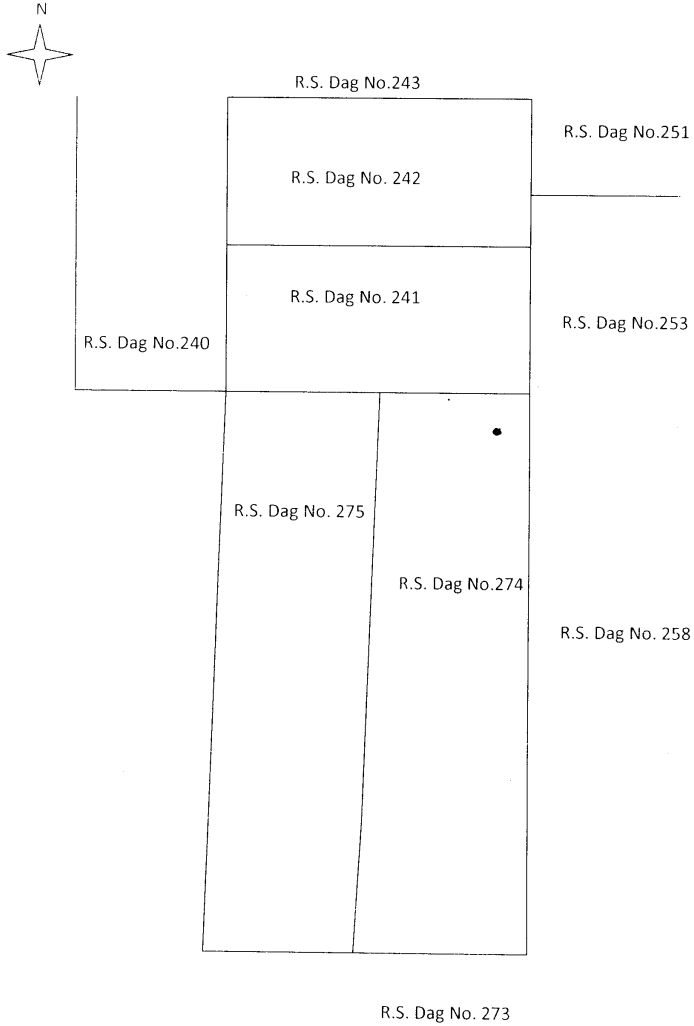 N
R.S. Dag No.243
R.S. Dag No.251
R.S. Dag No. 242
R.S. Dag No. 241
R.S. Dag No.253
R.S. Dag No.240
R.S. Dag No. 275
R.S. Dag No.274
R.S. Dag No. 258
R.S. Dag No. 273